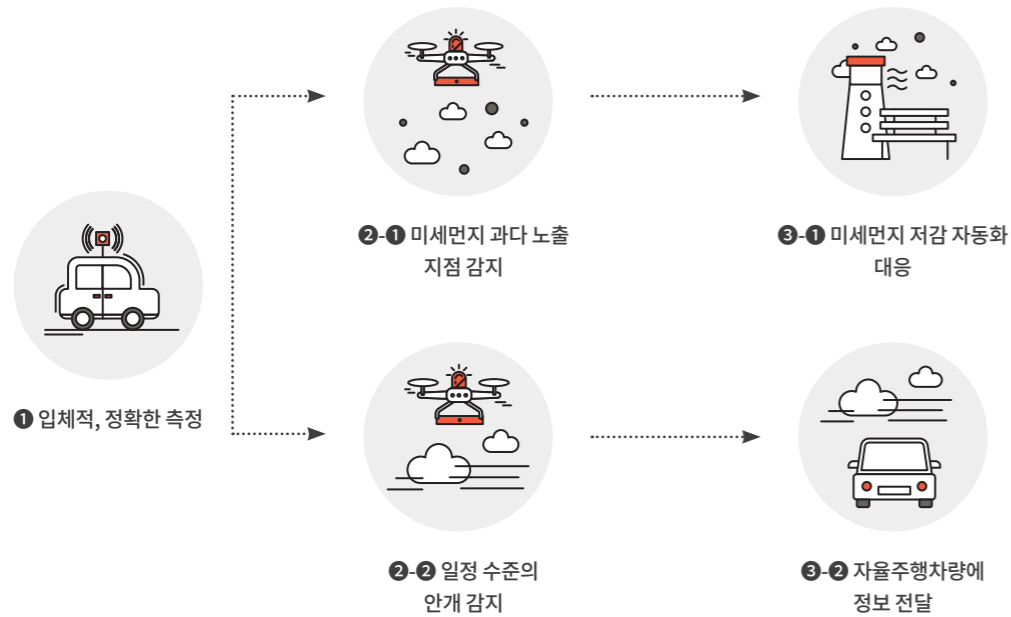 ❶ 입체적, 정확한 측정
❷-❶ 미세먼지 과다 노출
지점 감지
❸-❶ 미세먼지 저감 자동화
대응
❷-❷ 일정 수준의
안개 감지
❸-❷ 자율주행차량에
정보 전달